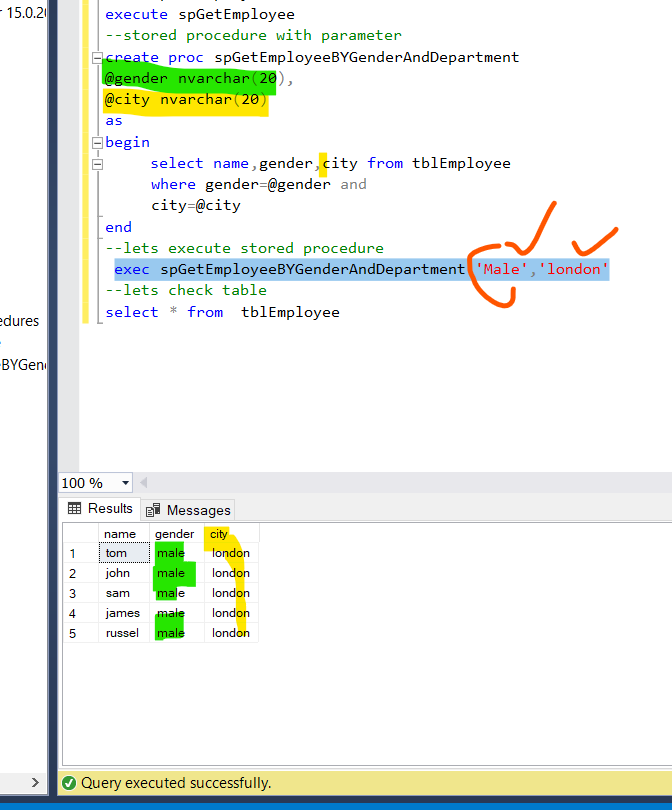 r 15.0.20
execute spGetEmployee
--stored procedure with parameter
create proc spGetEmployeeBYGenderAndDepartment
@gender nvarchar(20),
@city nvarchar(20)
as
begin
select name,gender,city from tblEmployee
where gender=@gender and
city=@city
end
--lets execute stored procedure
exec spGetEmployeeBYGenderAndDepartment 'Male','london'
--lets check table
select * from  tblEmployee
edures
BYGen
100 %
Results Messages
name gender city
1 tom male london
2 john male london
3 sam male london
4 james male london
5 russel male london
Query executed successfully.